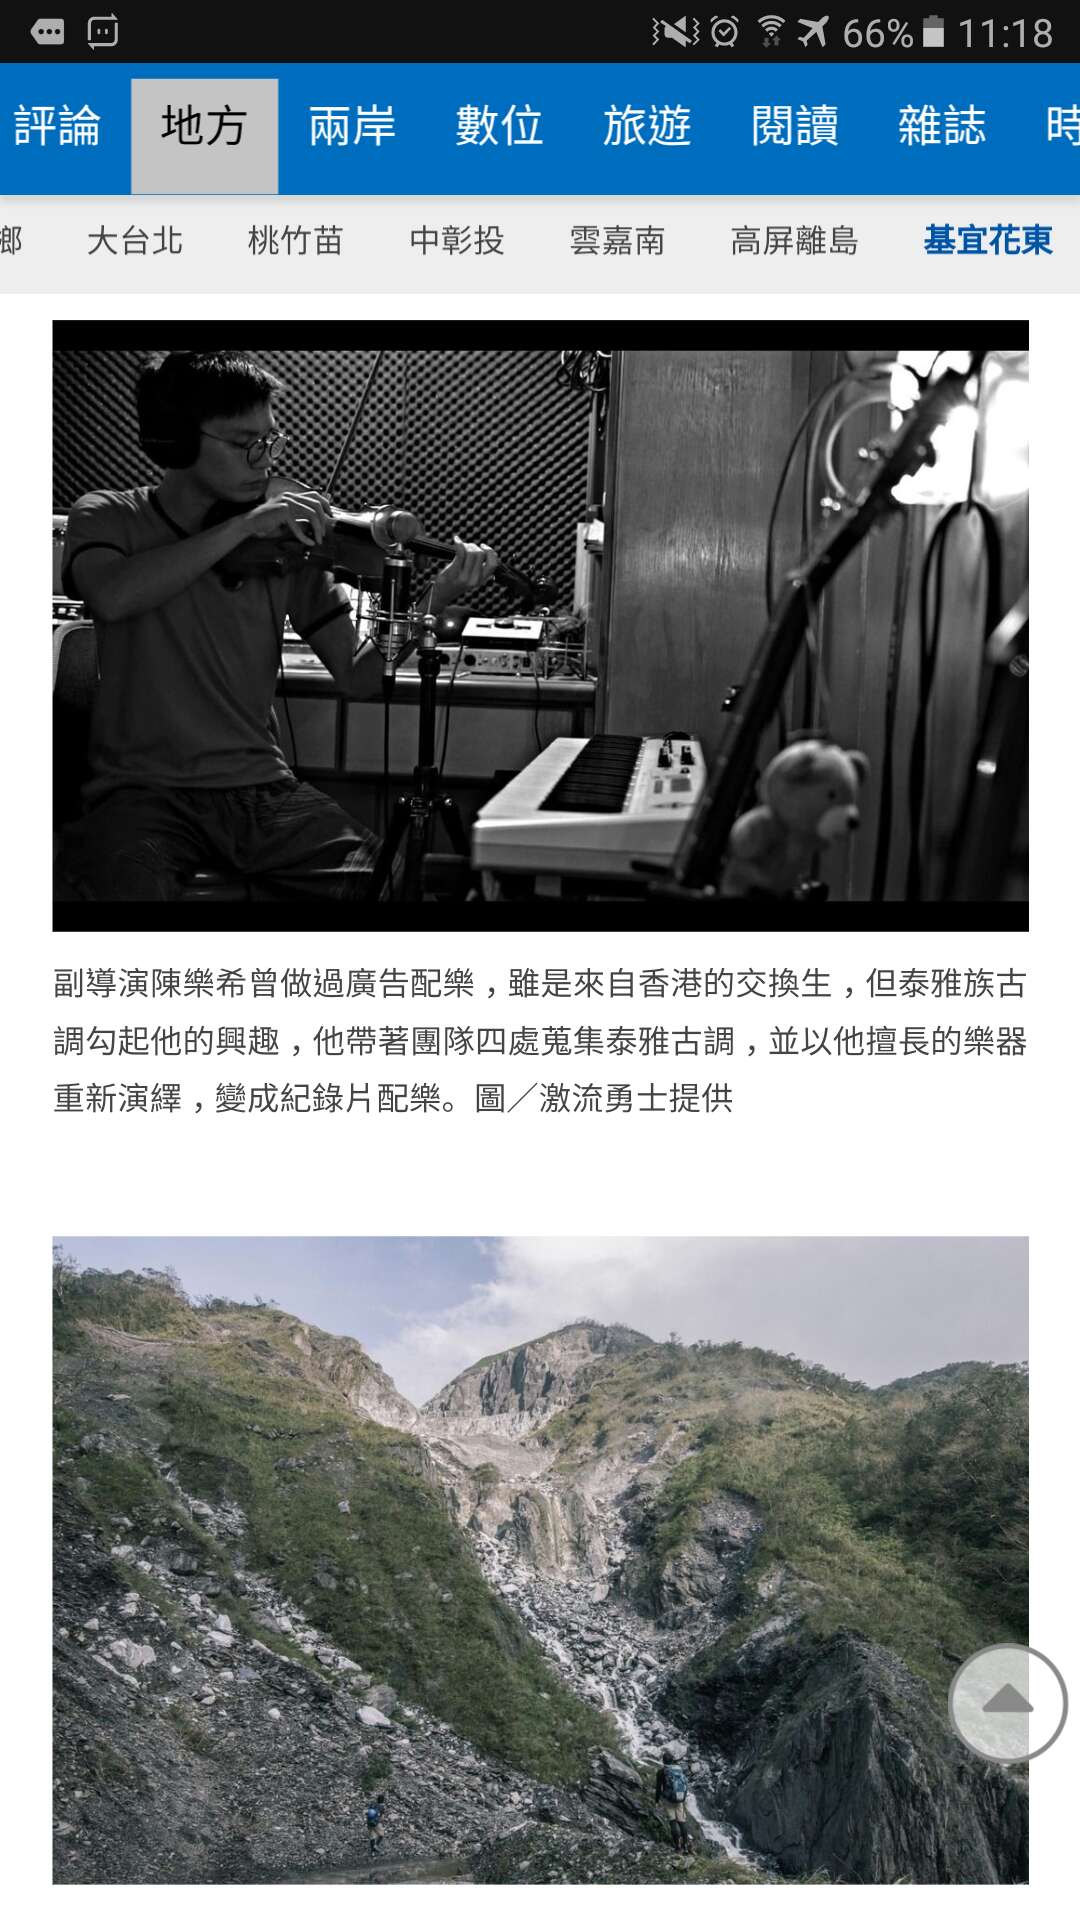 66% 11:18
評論 地方 兩岸 數位 旅遊 閱讀 雜誌 時
鄉 大台北 桃竹苗 中彰投 雲嘉南 高屏離島 基宜花東
副導演陳樂希曾做過廣告配樂，雖是來自香港的交換生，但泰雅族古
調勾起他的興趣，他帶著團隊四處蒐集泰雅古調，並以他擅長的樂器
重新演繹，變成紀錄片配樂。圖／激流勇士提供